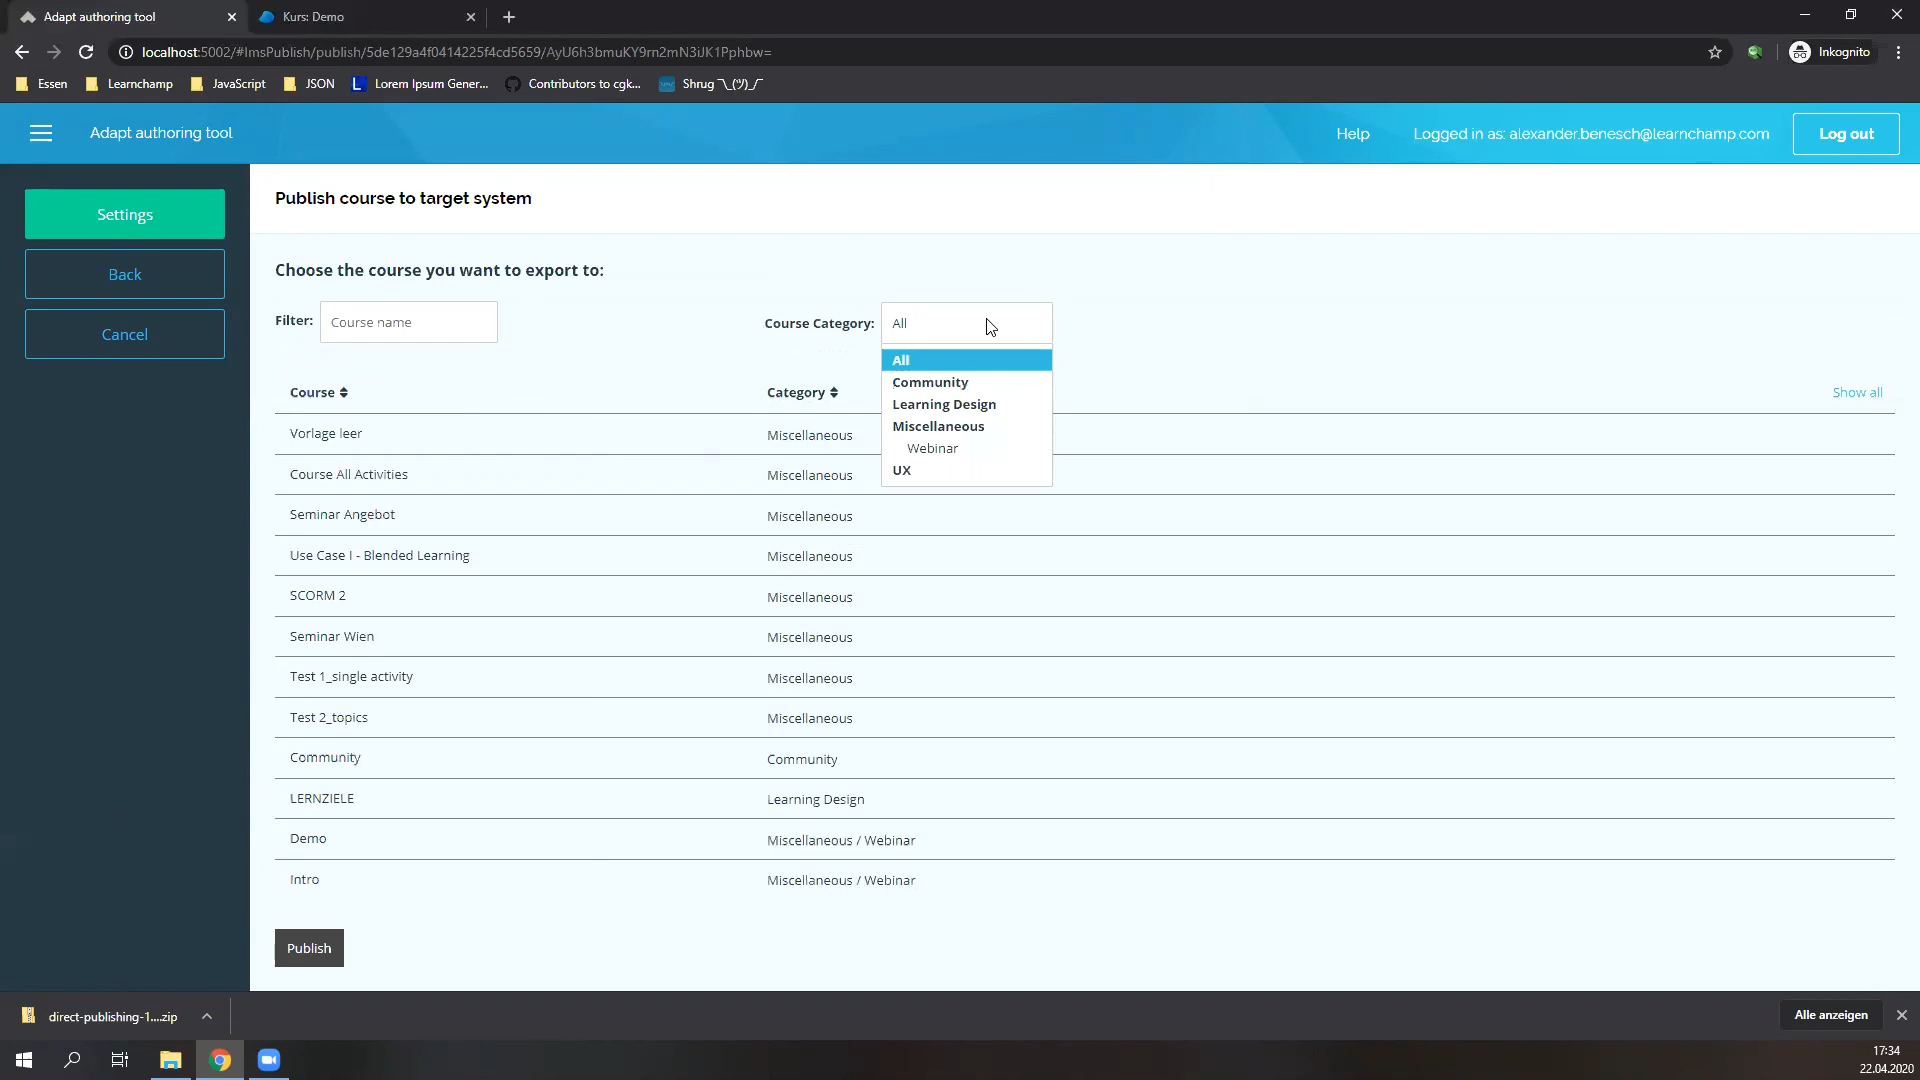 Adapt authoring tool
Kurs: Demo
localhost:5002/#lmsPublish/publish/5de129a4f0414225f4cd5659/AyU6h3bmuKY9rn2mN3iJK1Pphbw=
Inkognito
Essen
Learnchamp
JavaScript
JSON
Lorem Ipsum Gener...
Contributors to cgk...
Shrug ¯\_(ツ)_/¯
Adapt authoring tool
Help
Logged in as: alexander.benesch@learnchamp.com
Log out
Settings
Back
Cancel
Publish course to target system
Choose the course you want to export to:
Filter: Course name
Course Category: All
All
Community
Learning Design
Miscellaneous
Webinar
UX
Course Category Show all
Vorlage leer Miscellaneous
Course All Activities Miscellaneous
Seminar Angebot Miscellaneous
Use Case I - Blended Learning Miscellaneous
SCORM 2 Miscellaneous
Seminar Wien Miscellaneous
Test 1_single activity Miscellaneous
Test 2_topics Miscellaneous
Community Community
LERNZIELE Learning Design
Demo Miscellaneous / Webinar
Intro Miscellaneous / Webinar
Publish
direct-publishing-1....zip
Alle anzeigen
17:34
22.04.2020